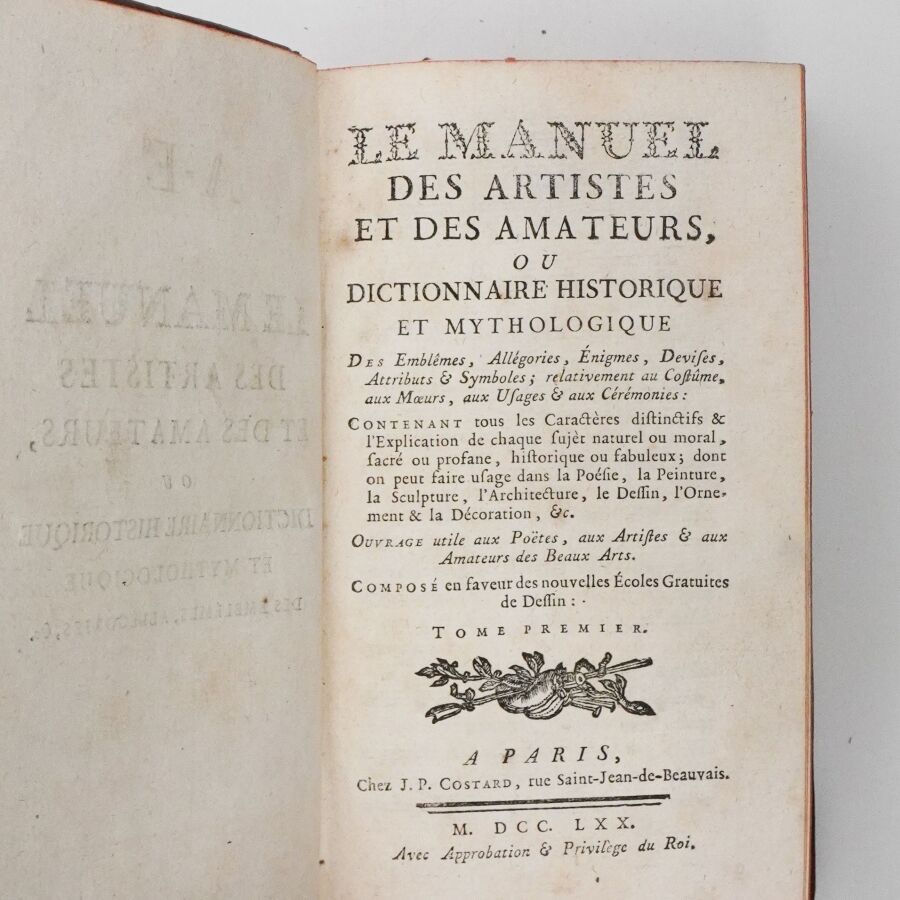 LE MANUEL
DES ARTISTES
ET DES AMATEURS,
OU
DICTIONNAIRE HISTORIQUE
ET MYTHOLOGIQUE
Des Emblêmes, Allégories, Énigmes, Deviſes,
Attributs & Symboles; relativement au Coſtûme,
aux Mœurs, aux Uſages & aux Cérémonies:
CONTENANT tous les Caractères diſtinctifs &
l'Explication de chaque ſujèt naturel ou moral,
ſacré ou profane, hiſtorique ou fabuleux; dont
on peut faire uſage dans la Poéſie, la Peinture,
la Sculpture, l'Architecture, le Deſſin, l'Orne-
ment & la Décoration, &c.
OUVRAGE utile aux Poëtes, aux Artiſtes & aux
Amateurs des Beaux Arts.
COMPOSÉ en faveur des nouvelles Écoles Gratuites
de Deſſin:
TOME PREMIER.
A PARIS,
Chez J. P. COSTARD, rue Saint-Jean-de-Beauvais.
M. DCC. LXX.
Avec Approbation & Privilège du Roi.